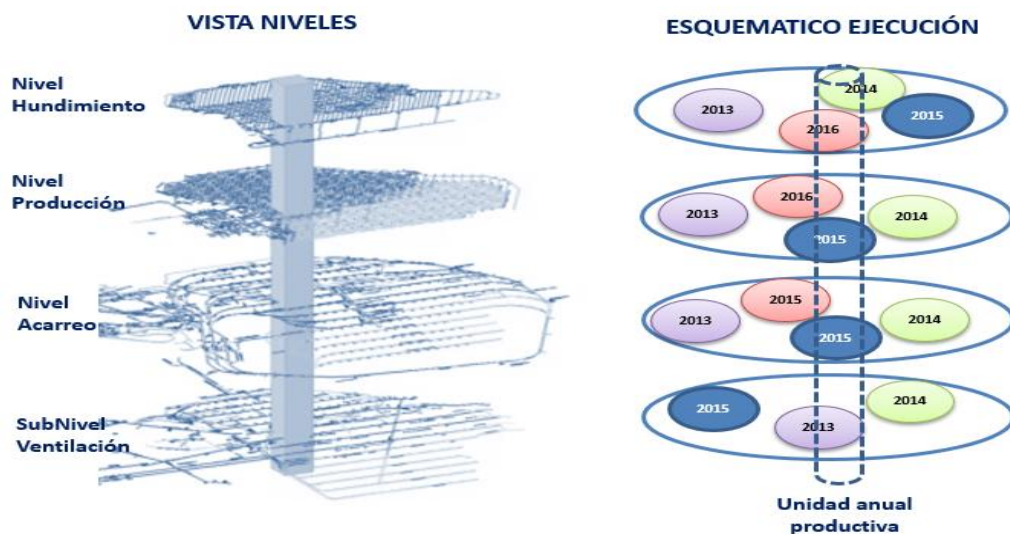 VISTA NIVELES
Nivel
Hundimiento
Nivel
Producción
Nivel
Acarreo
SubNivel
Ventilación
ESQUEMATICO EJECUCIÓN
2014
2013
2015
2016
2016
2013
2014
2015
2015
2013
2014
2015
2014
2015
2013
Unidad anual
productiva